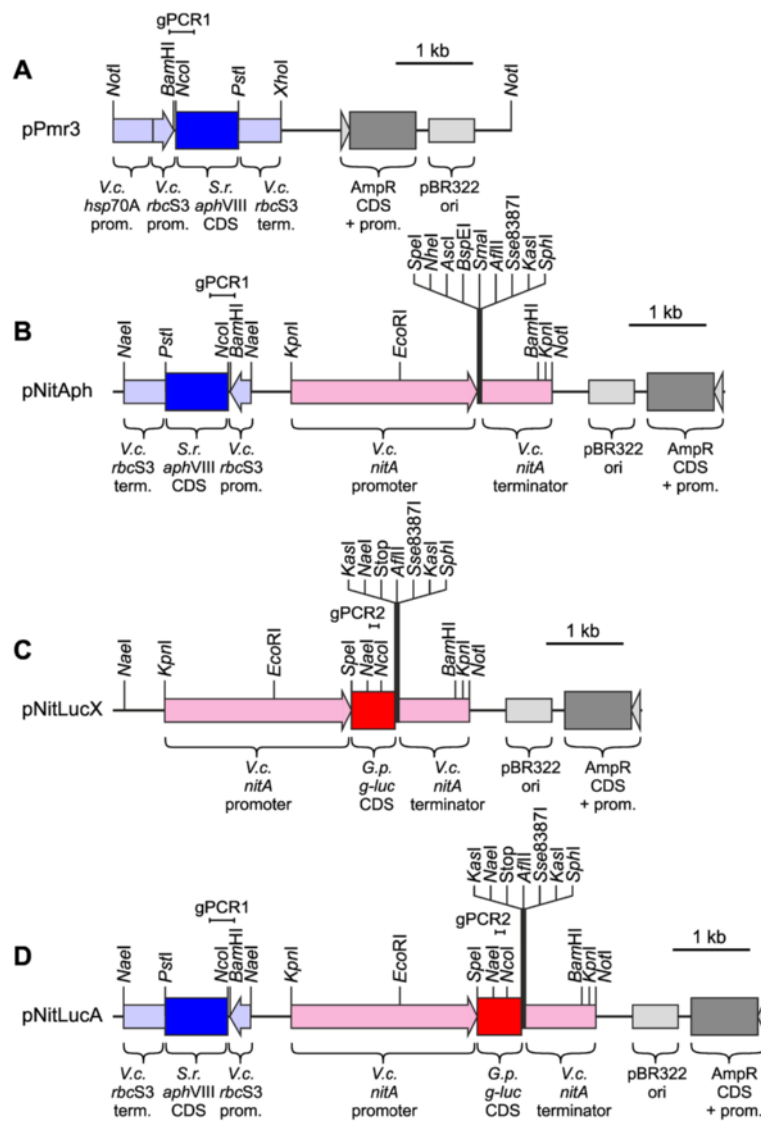 gPCR1
1 kb
A
NotI
BamHI
NcoI
PstI
XhoI
NotI
pPmr3
V.c. hsp70A prom.
V.c. rbcS3 prom.
S.r. aphVIII CDS
V.c. rbcS3 term.
AmpR CDS + prom.
pBR322 ori
SpeI
NheI
AscI
BspEI
SmaI
AflII
Sse8387I
KasI
SphI
gPCR1
1 kb
B
NaeI
PstI
NcoI
BamHI
NaeI
KpnI
EcoRI
BamHI
KpnI
NotI
pNitAph
V.c. rbcS3 term.
S.r. aphVIII CDS
V.c. rbcS3 prom.
V.c. nitA promoter
V.c. nitA terminator
pBR322 ori
AmpR CDS + prom.
KasI
NaeI
Stop
AflII
Sse8387I
KasI
SphI
gPCR2
1 kb
C
NaeI
KpnI
EcoRI
SpeI
NaeI
NcoI
BamHI
KpnI
NotI
pNitLucX
V.c. nitA promoter
G.p. g-luc CDS
V.c. nitA terminator
pBR322 ori
AmpR CDS + prom.
KasI
NaeI
Stop
AflII
Sse8387I
KasI
SphI
gPCR1
gPCR2
1 kb
D
NaeI
PstI
NcoI
BamHI
NaeI
KpnI
EcoRI
SpeI
NaeI
NcoI
BamHI
KpnI
NotI
pNitLucA
V.c. rbcS3 term.
S.r. aphVIII CDS
V.c. rbcS3 prom.
V.c. nitA promoter
G.p. g-luc CDS
V.c. nitA terminator
pBR322 ori
AmpR CDS + prom.